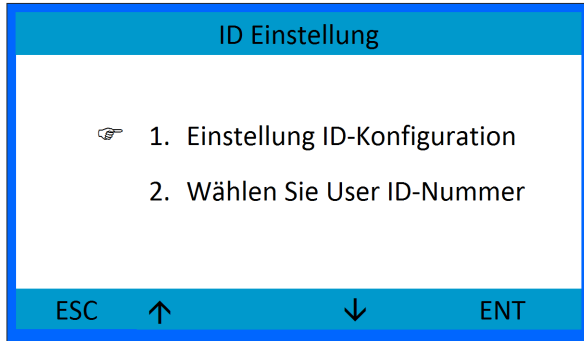 ID Einstellung
☞ 1. Einstellung ID-Konfiguration
2. Wählen Sie User ID-Nummer
ESC ↑ ↓ ENT